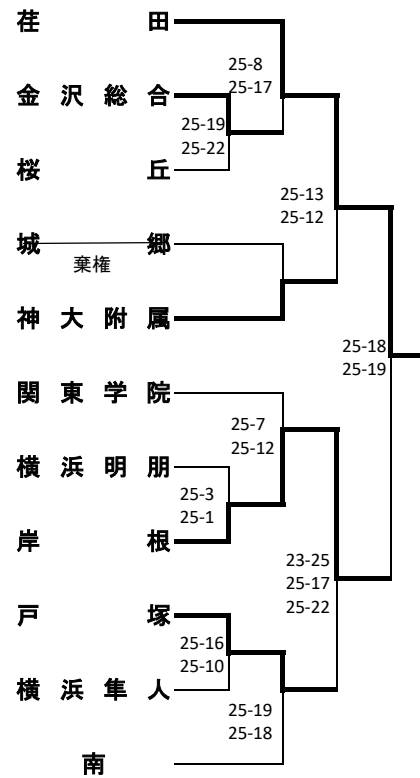 荏田
25-8
25-17
金沢総合
25-19
25-22
桜丘
25-13
25-12
城郷
棄権
神大附属
25-18
25-19
関東学院
25-7
25-12
横浜明朋
25-3
25-1
岸根
23-25
25-17
25-22
戸塚
25-16
25-10
横浜隼人
25-19
25-18
南